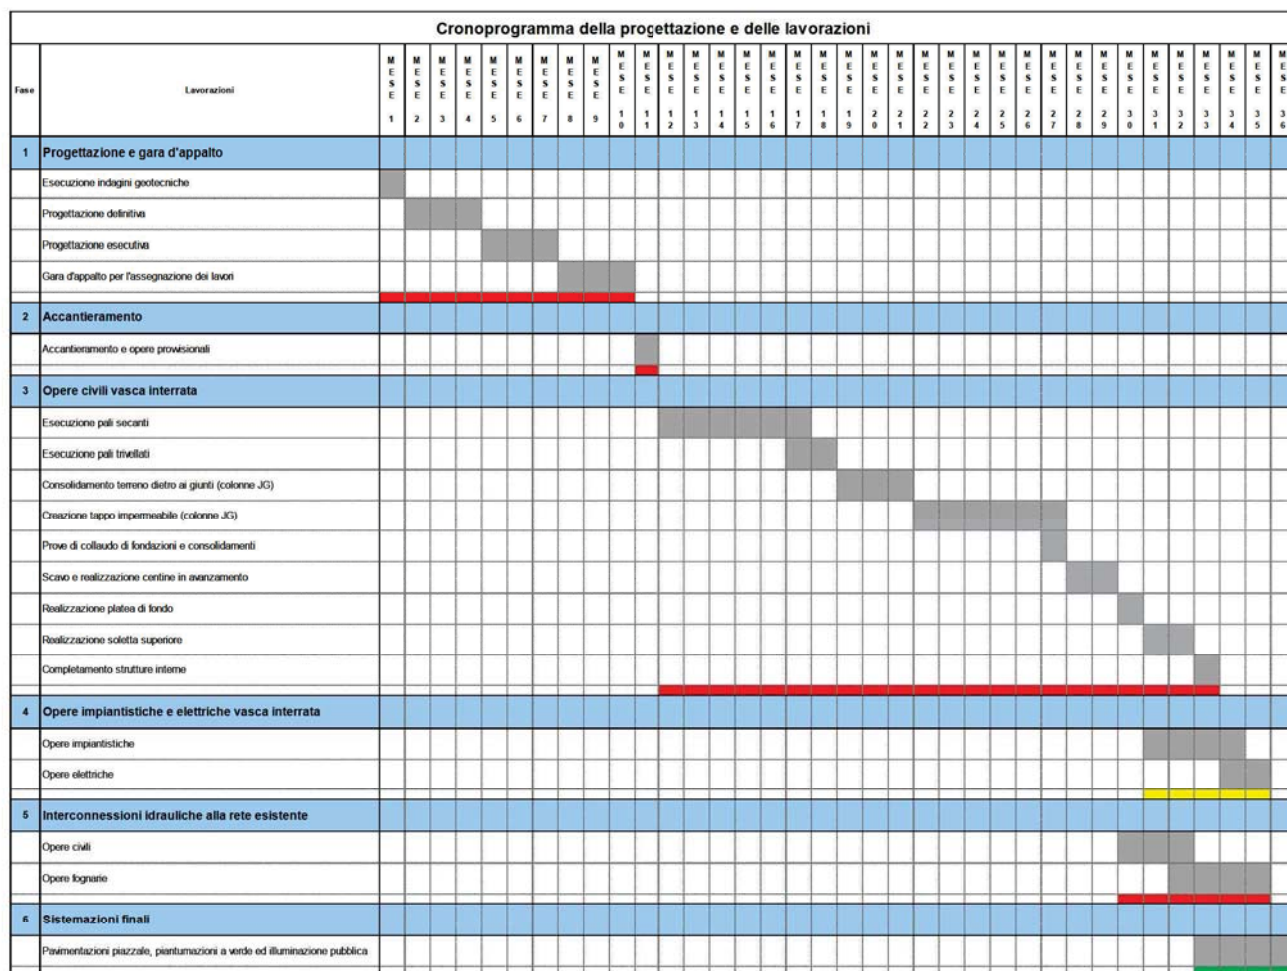 Cronoprogramma della progettazione e delle lavorazioni
Fase Lavorazioni MESE 1 MESE 2 MESE 3 MESE 4 MESE 5 MESE 6 MESE 7 MESE 8 MESE 9 MESE 10 MESE 11 MESE 12 MESE 13 MESE 14 MESE 15 MESE 16 MESE 17 MESE 18 MESE 19 MESE 20 MESE 21 MESE 22 MESE 23 MESE 24 MESE 25 MESE 26 MESE 27 MESE 28 MESE 29 MESE 30 MESE 31 MESE 32 MESE 33 MESE 34 MESE 35 MESE 36
1 Progettazione e gara d'appalto
Esecuzione indagini geotecniche
Progettazione definitiva
Progettazione esecutiva
Gara d'appalto per l'assegnazione dei lavori
2 Accantieramento
Accantieramento e opere provvisionali
3 Opere civili vasca interrata
Esecuzione pali secanti
Esecuzione pali trivellati
Consolidamento terreno dietro ai giunti (colonne JG)
Creazione tappo impermeabile (colonne JG)
Prove di collaudo di fondazioni e consolidamenti
Scavo e realizzazione centine in avanzamento
Realizzazione platea di fondo
Realizzazione soletta superiore
Completamento strutture interne
4 Opere impiantistiche e elettriche vasca interrata
Opere impiantistiche
Opere elettriche
5 Interconnessioni idrauliche alla rete esistente
Opere civili
Opere fognarie
6 Sistemazioni finali
Pavimentazioni piazzale, piantumazioni a verde ed illuminazione pubblica